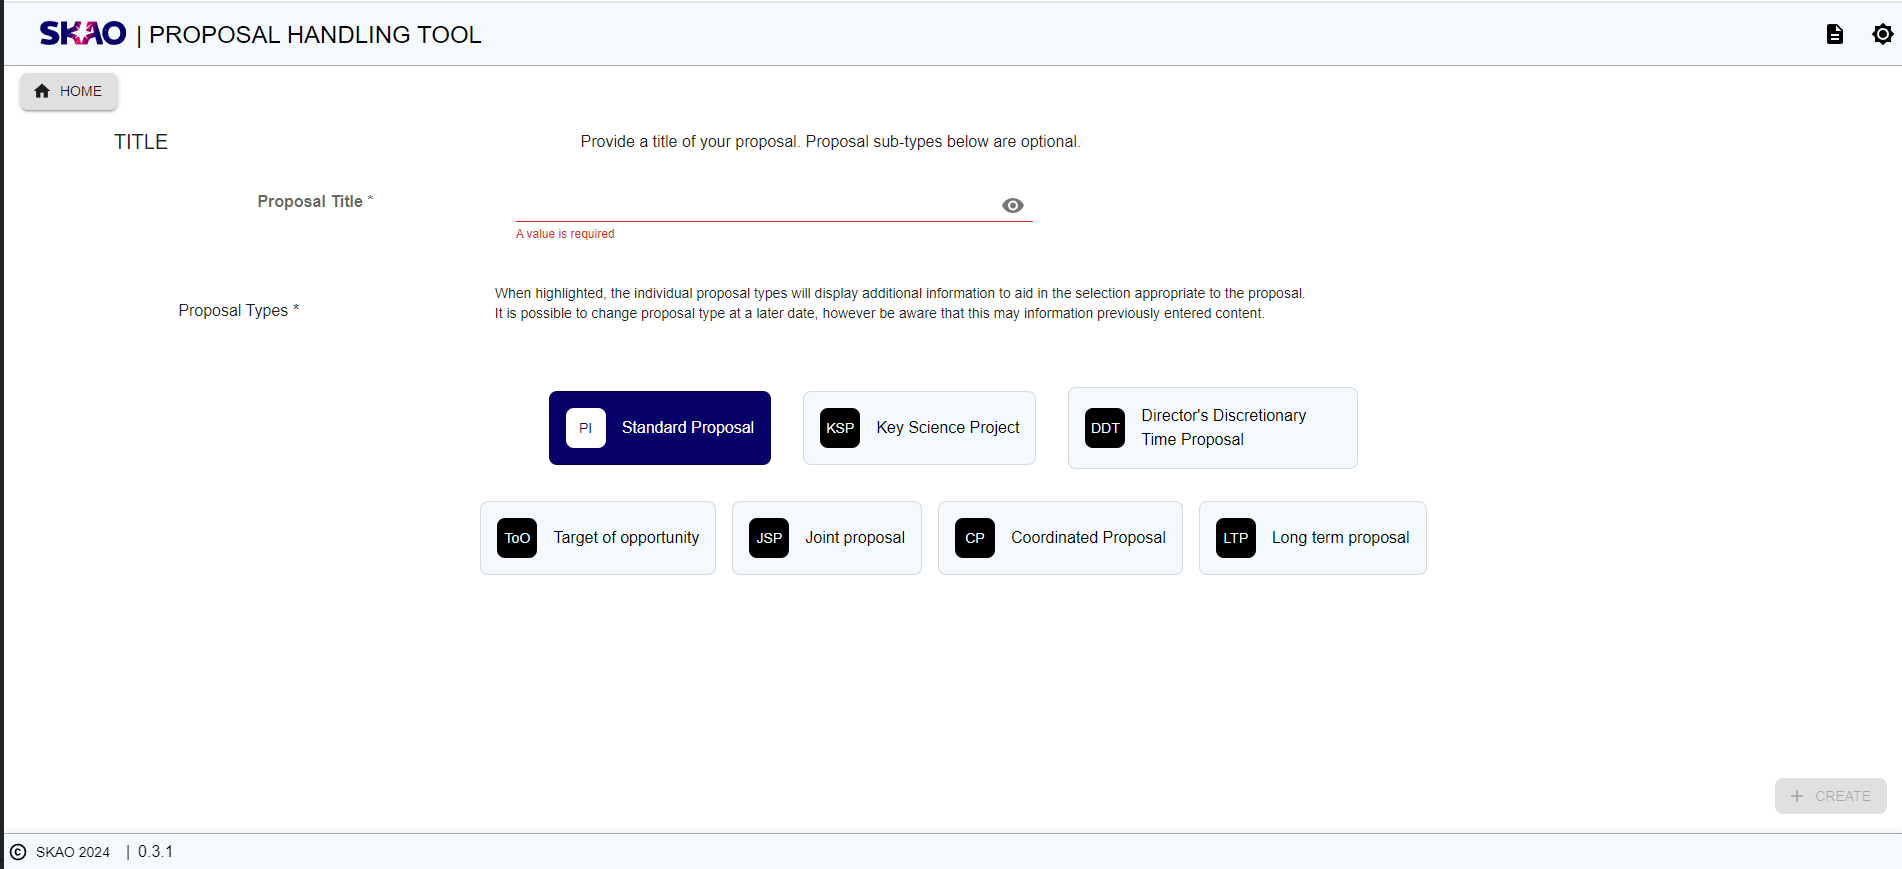 SKAO | PROPOSAL HANDLING TOOL
HOME
TITLE
Provide a title of your proposal. Proposal sub-types below are optional.
Proposal Title *
A value is required
Proposal Types *
When highlighted, the individual proposal types will display additional information to aid in the selection appropriate to the proposal.
It is possible to change proposal type at a later date, however be aware that this may information previously entered content.
PI Standard Proposal
KSP Key Science Project
DDT Director's Discretionary
Time Proposal
ToO Target of opportunity
JSP Joint proposal
CP Coordinated Proposal
LTP Long term proposal
+ CREATE
© SKAO 2024 | 0.3.1